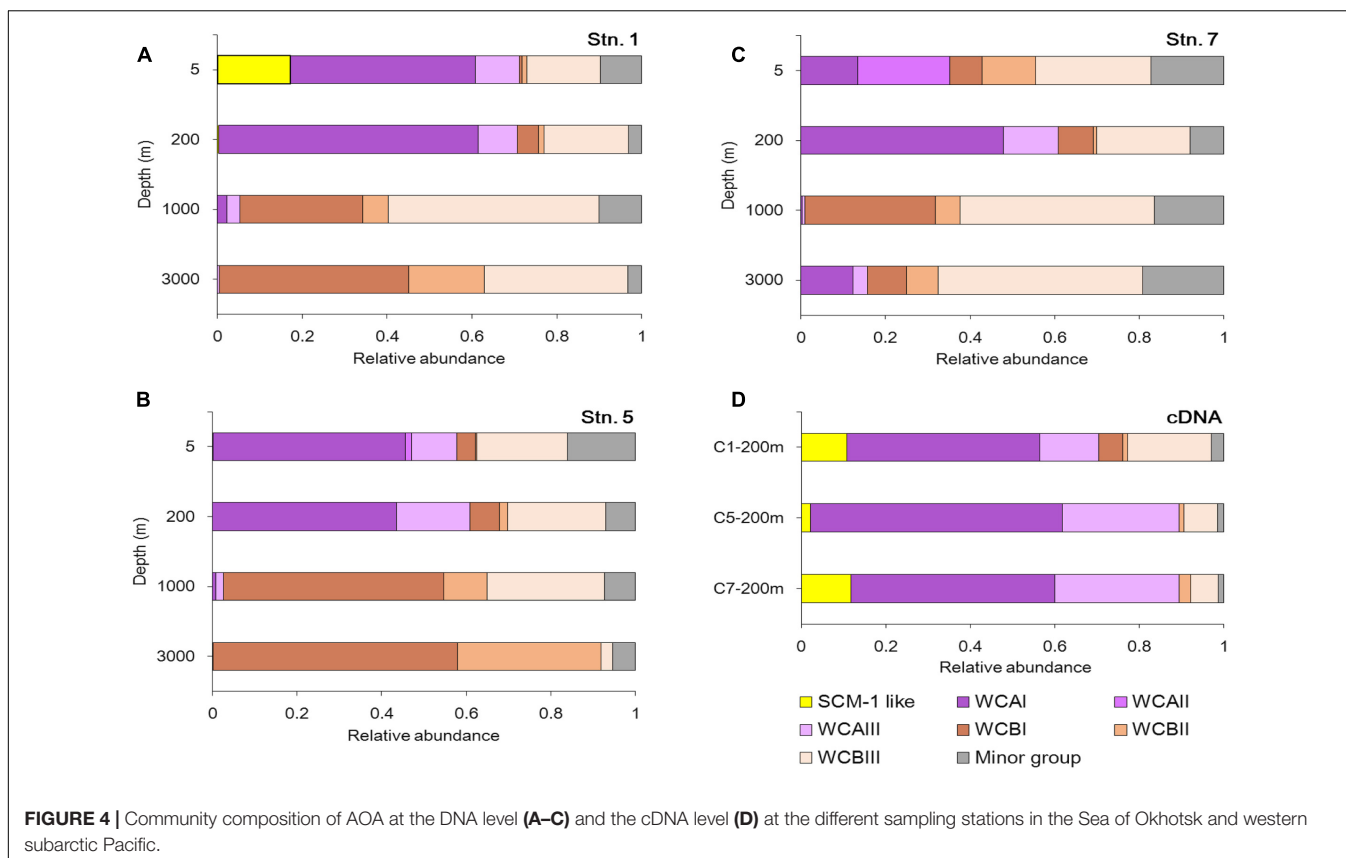 A
Stn. 1
5
200
1000
3000
Depth (m)
0 0.2 0.4 0.6 0.8 1
Relative abundance
B
Stn. 5
5
200
1000
3000
Depth (m)
0 0.2 0.4 0.6 0.8 1
Relative abundance
C
Stn. 7
5
200
1000
3000
Depth (m)
0 0.2 0.4 0.6 0.8 1
Relative abundance
D
cDNA
C1-200m
C5-200m
C7-200m
0 0.2 0.4 0.6 0.8 1
Relative abundance
SCM-1 like WCAI WCAII
WCAIII WCBI WCBII
WCBIII Minor group
FIGURE 4 | Community composition of AOA at the DNA level (A–C) and the cDNA level (D) at the different sampling stations in the Sea of Okhotsk and western
subarctic Pacific.